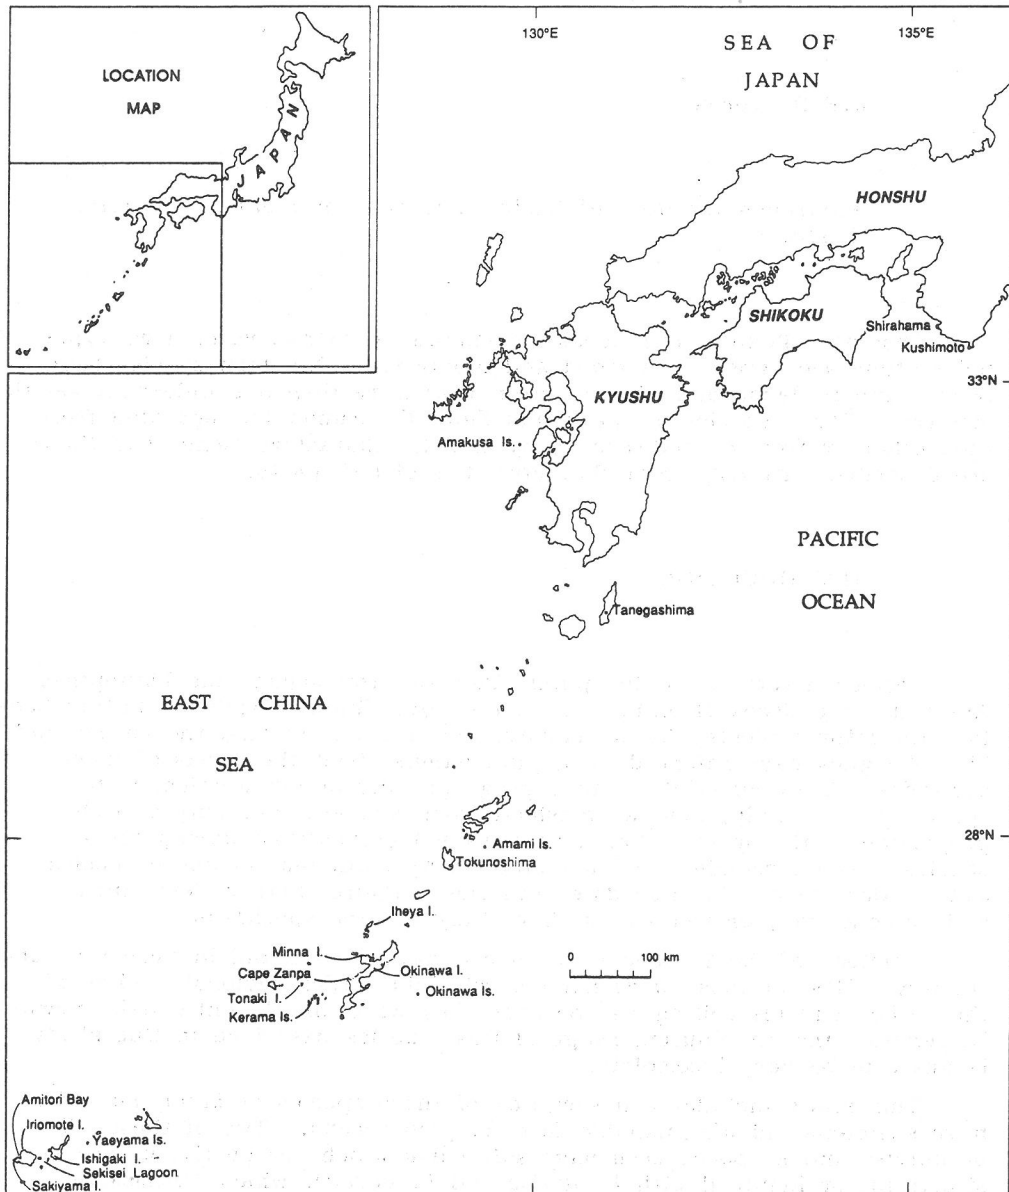 LOCATION
MAP
JAPAN
130°E
135°E
SEA OF
JAPAN
HONSHU
SHIKOKU
Shirahama
Kushimoto
33°N
KYUSHU
Amakusa Is.
PACIFIC
OCEAN
Tanegashima
EAST CHINA
SEA
28°N
Amami Is.
Tokunoshima
Iheya I.
Minna I.
Cape Zanpa
Okinawa I.
Tonaki I.
Okinawa Is.
Kerama Is.
0 100 km
Amitori Bay
Iriomote I.
Yaeyama Is.
Ishigaki I.
Sekisei Lagoon
Sakiyama I.